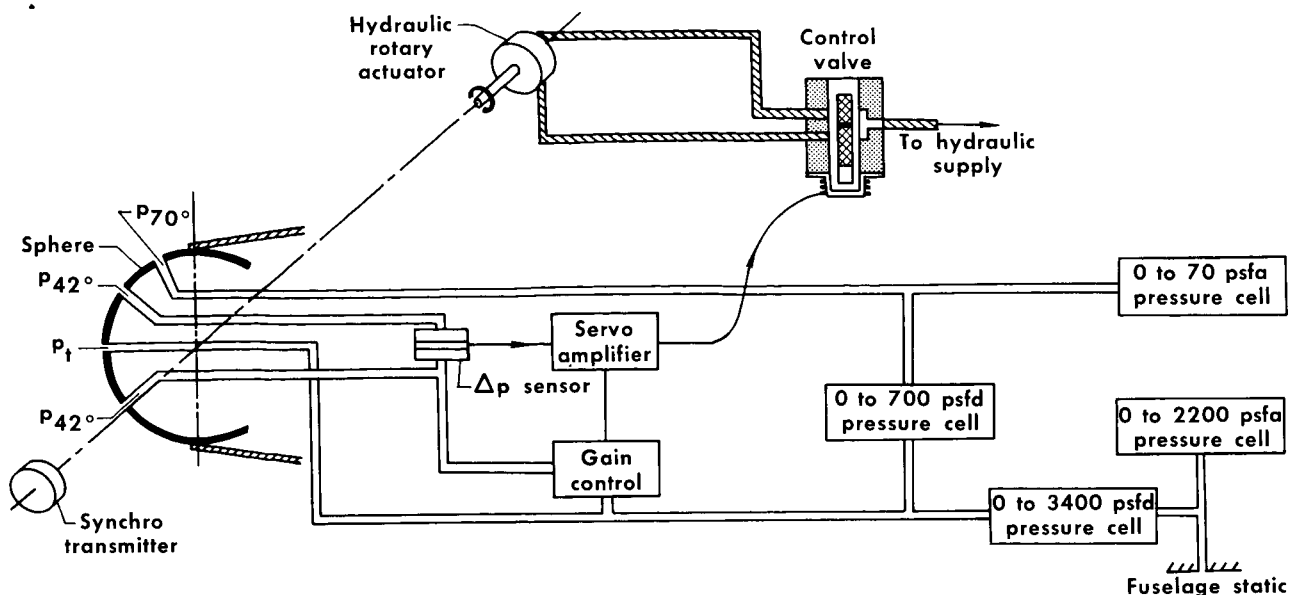 Hydraulic
rotary
actuator
Control
valve
To hydraulic
supply
p70°
Sphere
p42°
pt
p42°
Δp sensor
Servo
amplifier
Gain
control
0 to 70 psfa
pressure cell
0 to 700 psfd
pressure cell
0 to 2200 psfa
pressure cell
0 to 3400 psfd
pressure cell
Synchro
transmitter
Fuselage static